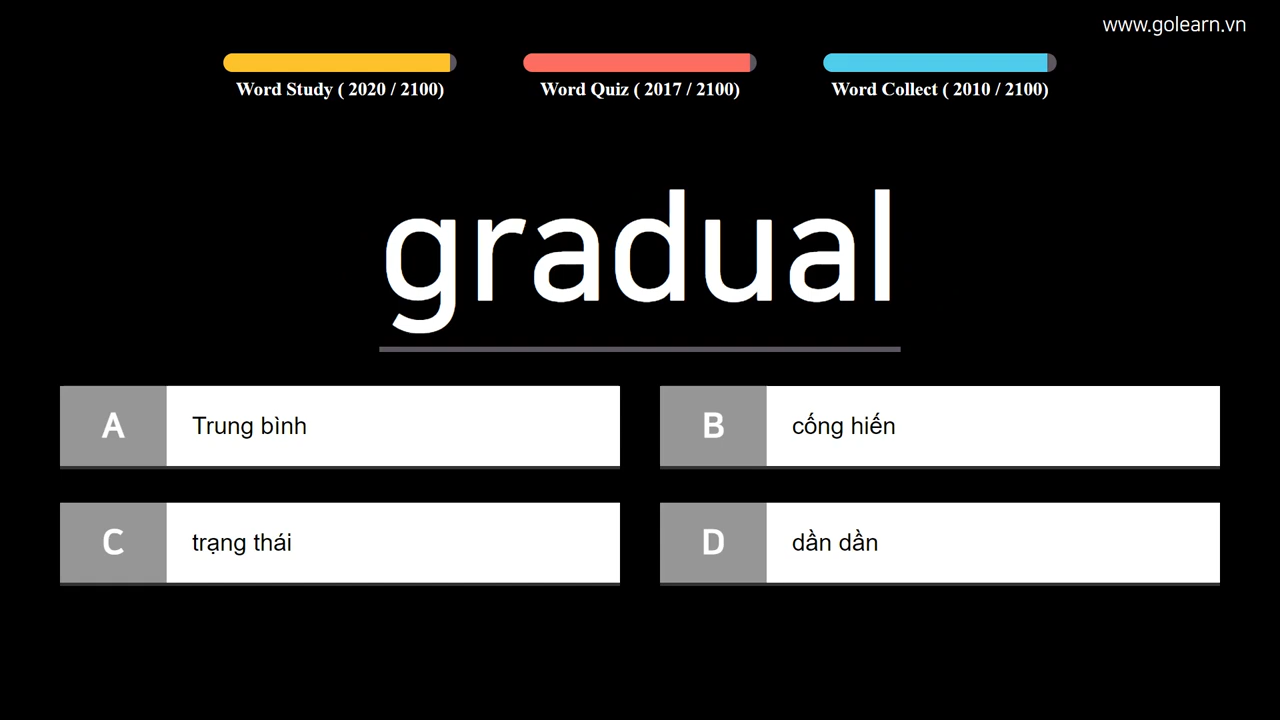 www.golearn.vn
Word Study ( 2020 / 2100)
Word Quiz ( 2017 / 2100)
Word Collect ( 2010 / 2100)
gradual
A Trung bình
B cống hiến
C trạng thái
D dần dần